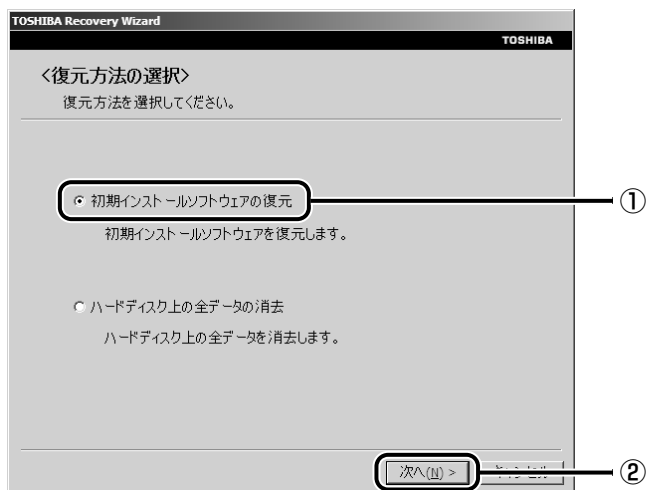 TOSHIBA Recovery Wizard
TOSHIBA
<復元方法の選択>
復元方法を選択してください。
初期インストールソフトウェアの復元
①
初期インストールソフトウェアを復元します。
ハードディスク上の全データの消去
ハードディスク上の全データを消去します。
次へ(N) >
②